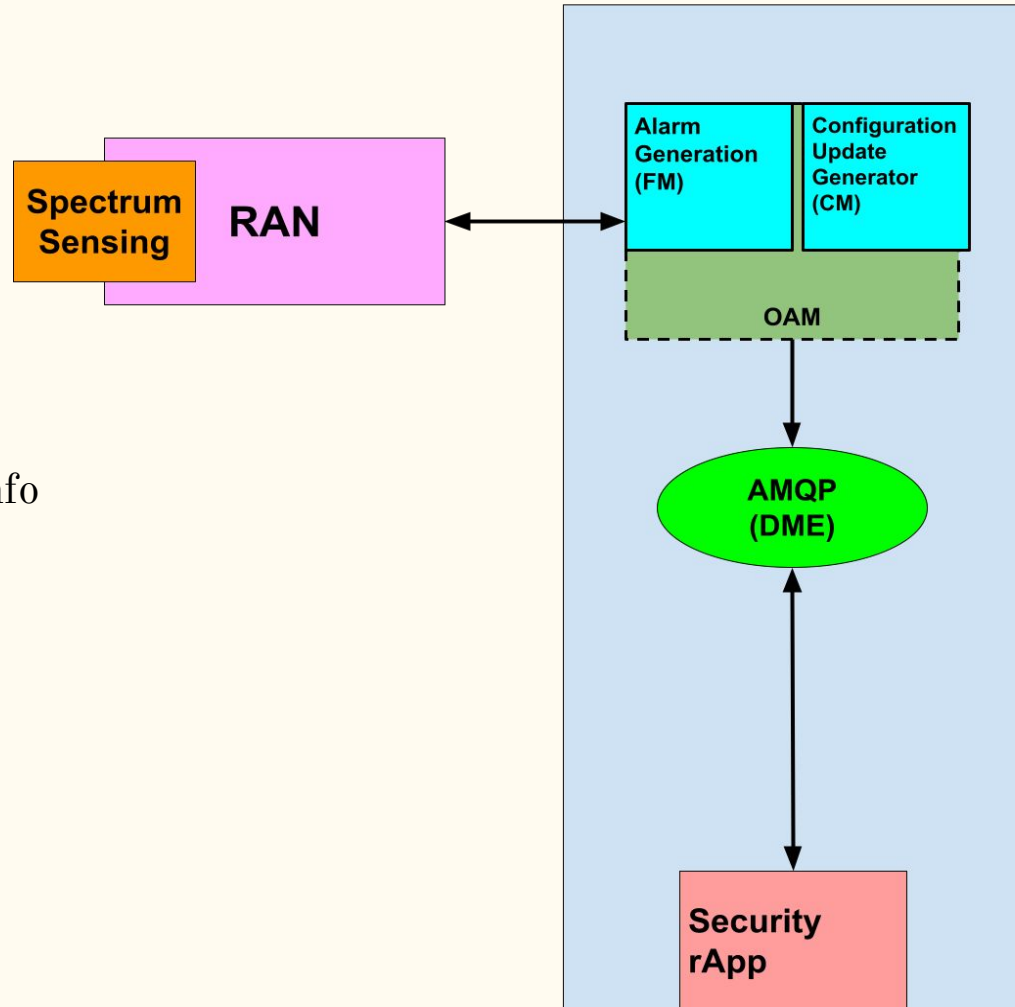 Spectrum
Sensing
RAN
Alarm
Generation
(FM)
Configuration
Update
Generator
(CM)
OAM
AMQP
(DME)
Security
rApp